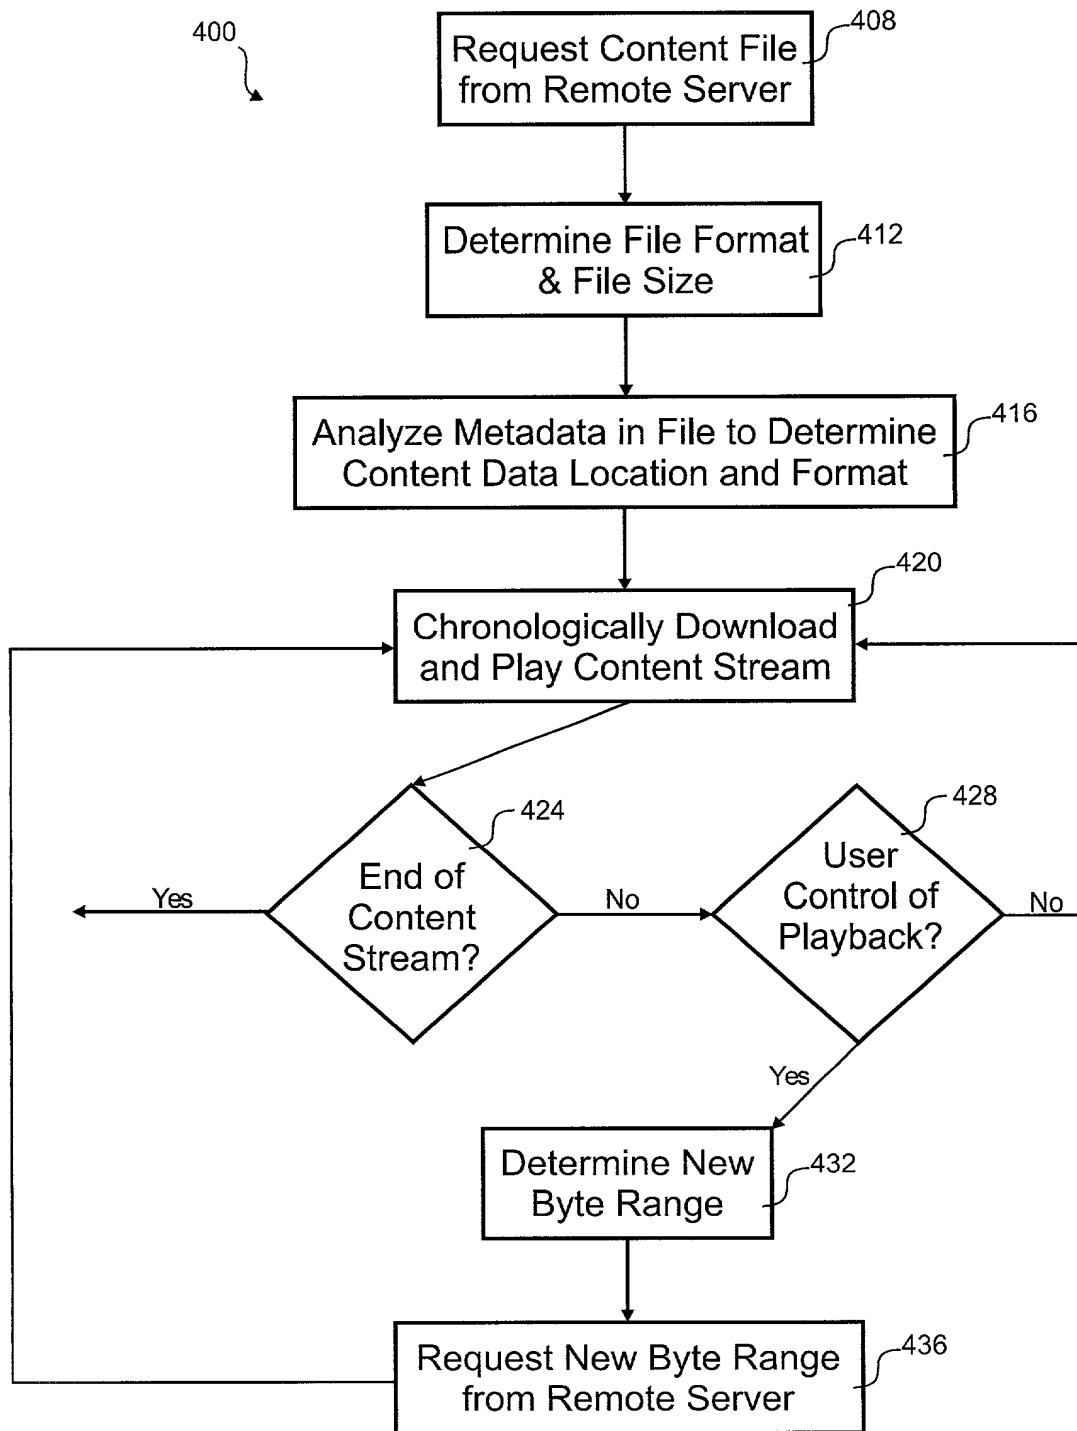 400
408
Request Content File
from Remote Server
412
Determine File Format
& File Size
416
Analyze Metadata in File to Determine
Content Data Location and Format
420
Chronologically Download
and Play Content Stream
424
End of
Content
Stream?
Yes
No
428
User
Control of
Playback?
No
Yes
Determine New
Byte Range
432
Request New Byte Range
from Remote Server
436